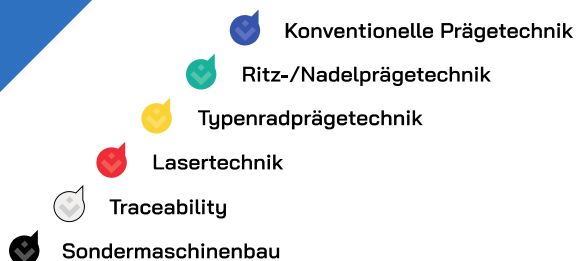 Konventionelle Prägetechnik
Ritz-/Nadelprägetechnik
Typenradprägetechnik
Lasertechnik
Traceability
Sondermaschinenbau